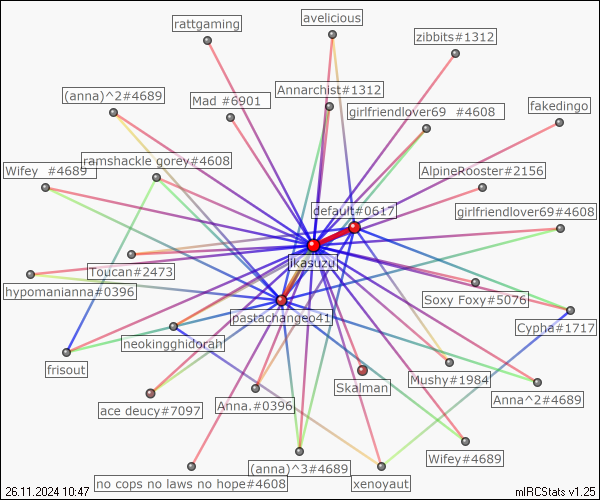 avelicious
rattgaming
zibbits#1312
Annarchist#1312
(anna)^2#4689
Mad #6901
girlfriendlover69 #4608
fakedingo
ramshackle gorey#4608
Wifey #4689
AlpineRooster#2156
default#0617
girlfriendlover69#4608
ikasuzu
Toucan#2473
hypomanianna#0396
Soxy Foxy#5076
pastachangeo41
Cypha#1717
neokingghidorah
frisout
Skalman
Mushy#1984
Anna^2#4689
ace deucy#7097
Anna.#0396
Wifey#4689
(anna)^3#4689
no cops no laws no hope#4608
xenoyaut
26.11.2024 10:47
mIRCStats v1.25